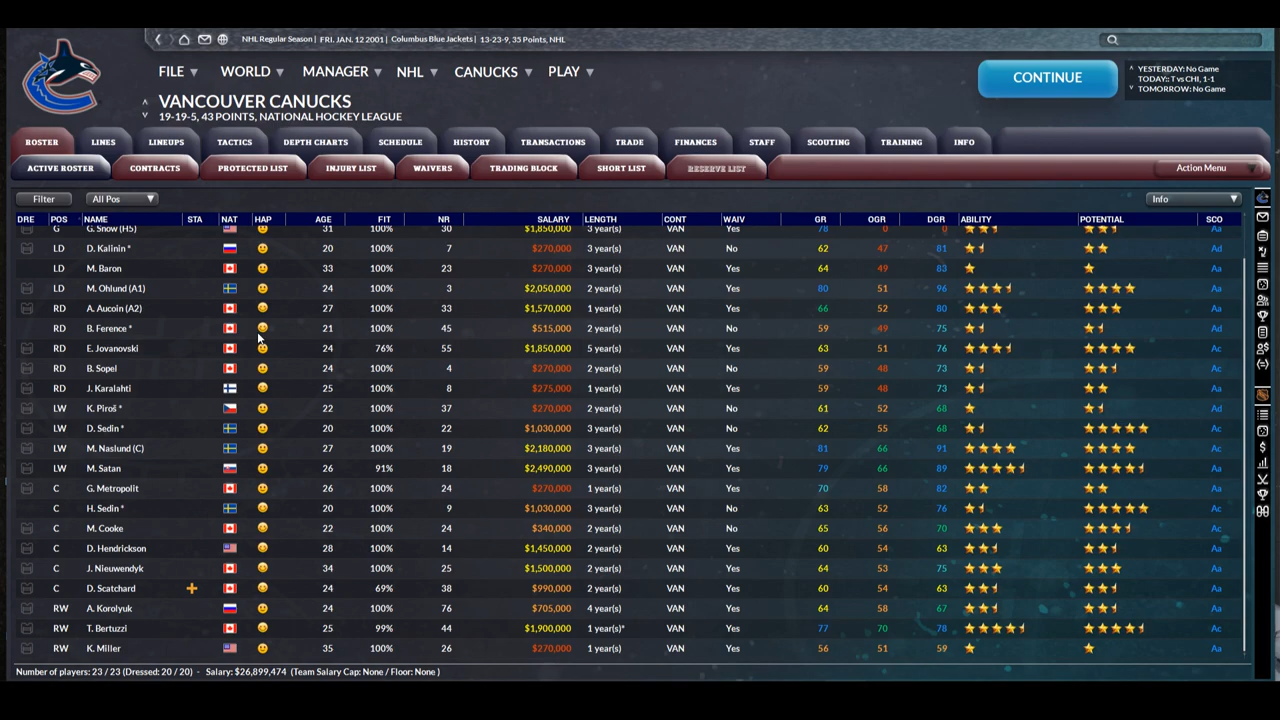 NHL Regular Season | FRI. JAN. 12 2001 | Columbus Blue Jackets | 13-23-9, 35 Points, NHL
FILE WORLD MANAGER NHL CANUCKS PLAY
CONTINUE
YESTERDAY: No Game
TODAY:: T vs CHI, 1-1
TOMORROW: No Game
VANCOUVER CANUCKS
19-19-5, 43 POINTS, NATIONAL HOCKEY LEAGUE
ROSTER LINES LINEUPS TACTICS DEPTH CHARTS SCHEDULE HISTORY TRANSACTIONS TRADE FINANCES STAFF SCOUTING TRAINING INFO
ACTIVE ROSTER CONTRACTS PROTECTED LIST INJURY LIST WAIVERS TRADING BLOCK SHORT LIST RESERVE LIST Action Menu
Filter All Pos Info
DRE POS NAME STA NAT HAP AGE FIT NR SALARY LENGTH CONT WAIV GR OGR DGR ABILITY POTENTIAL SCO
G G. Snow (H5) 31 100% 30 $1,850,000 3 year(s) VAN Yes 78 0 0 Aa
LD D. Kalinin * 20 100% 7 $270,000 3 year(s) VAN No 62 47 81 Ad
LD M. Baron 33 100% 23 $270,000 3 year(s) VAN Yes 64 49 83 Aa
LD M. Ohlund (A1) 24 100% 3 $2,050,000 3 year(s) VAN Yes 80 51 96 Aa
RD A. Aucoin (A2) 27 100% 33 $1,570,000 1 year(s) VAN Yes 66 52 80 Aa
RD B. Ference * 21 100% 45 $515,000 2 year(s) VAN No 59 49 75 Ad
RD E. Jovanovski 24 76% 55 $1,850,000 5 year(s) VAN Yes 63 51 76 Ac
RD B. Sopel 24 100% 4 $270,000 2 year(s) VAN No 59 48 73 Ac
RD J. Karalahti 25 100% 8 $275,000 1 year(s) VAN Yes 59 48 73 Aa
LW K. Piroš * 22 100% 37 $270,000 2 year(s) VAN No 61 52 68 Ad
LW D. Sedin * 20 100% 22 $1,030,000 3 year(s) VAN No 62 55 68 Ac
LW M. Naslund (C) 27 100% 19 $2,180,000 3 year(s) VAN Yes 81 66 91 Ac
LW M. Satan 26 91% 18 $2,490,000 3 year(s) VAN Yes 79 66 89 Aa
C G. Metropolit 26 100% 24 $270,000 1 year(s) VAN Yes 70 58 82 Aa
C H. Sedin * 20 100% 9 $1,030,000 3 year(s) VAN No 63 52 76 Ac
C M. Cooke 22 100% 24 $340,000 2 year(s) VAN No 65 56 70 Ac
C D. Hendrickson 28 100% 14 $1,450,000 2 year(s) VAN Yes 60 54 63 Aa
C J. Nieuwendyk 34 100% 25 $1,500,000 2 year(s) VAN Yes 64 53 75 Aa
C D. Scatchard 24 69% 38 $990,000 2 year(s) VAN Yes 60 54 63 Aa
RW A. Korolyuk 24 100% 76 $705,000 4 year(s) VAN Yes 64 58 67 Aa
RW T. Bertuzzi 25 99% 44 $1,900,000 1 year(s)* VAN Yes 77 70 78 Ac
RW K. Miller 35 100% 26 $270,000 1 year(s) VAN Yes 56 51 59 Aa
Number of players: 23 / 23 (Dressed: 20 / 20) - Salary: $26,899,474 (Team Salary Cap: None / Floor: None )